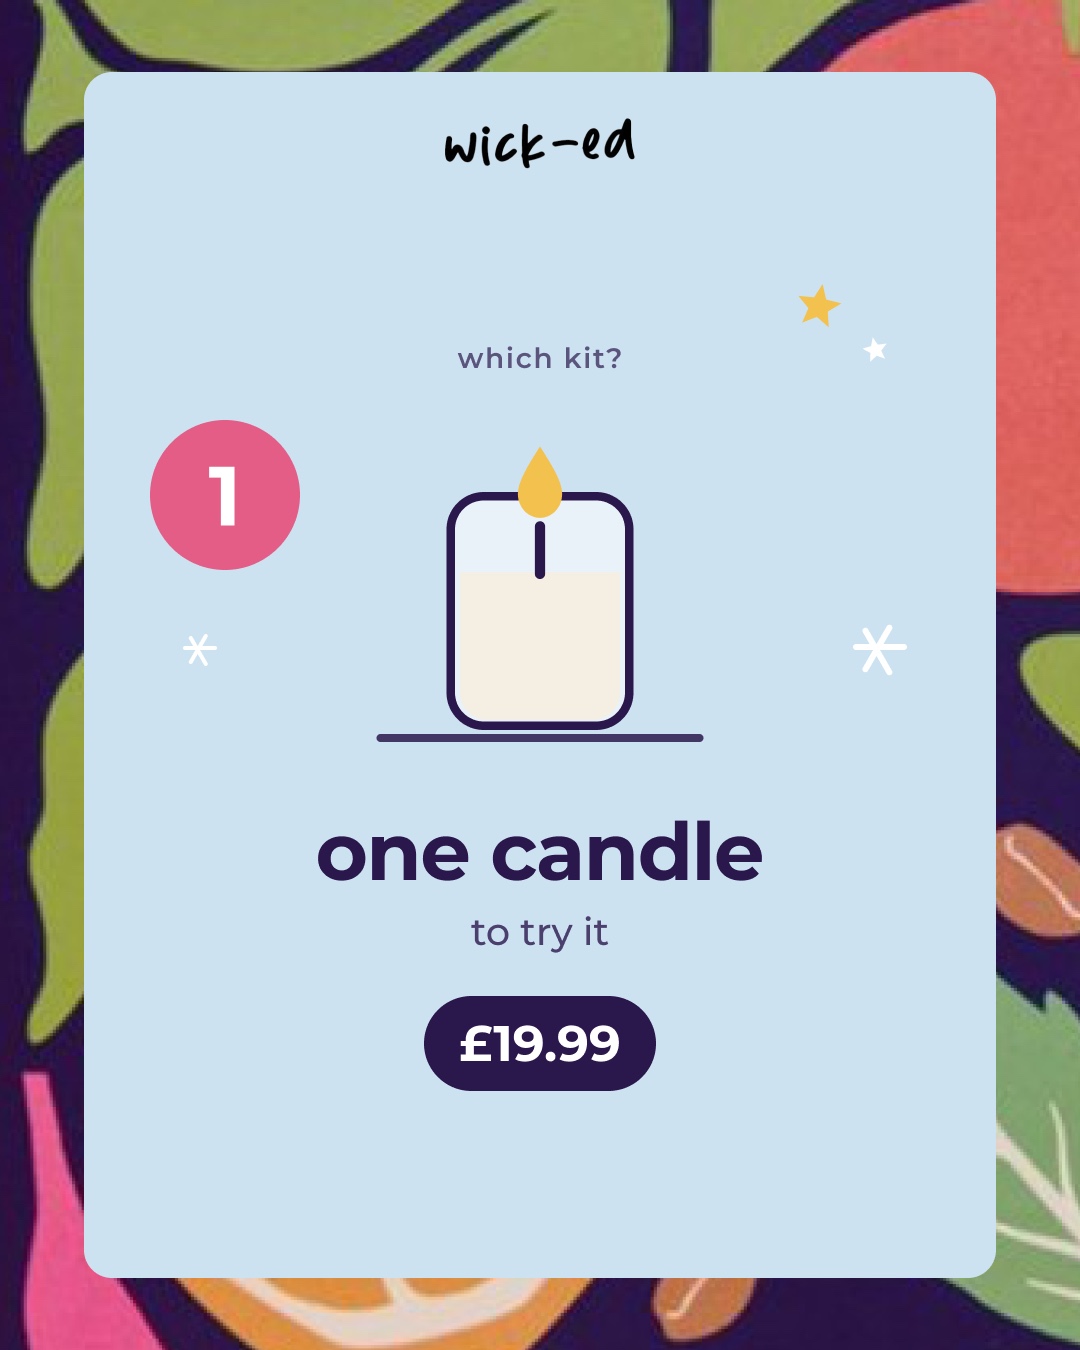 wick-ed
which kit?
1
one candle
to try it
£19.99